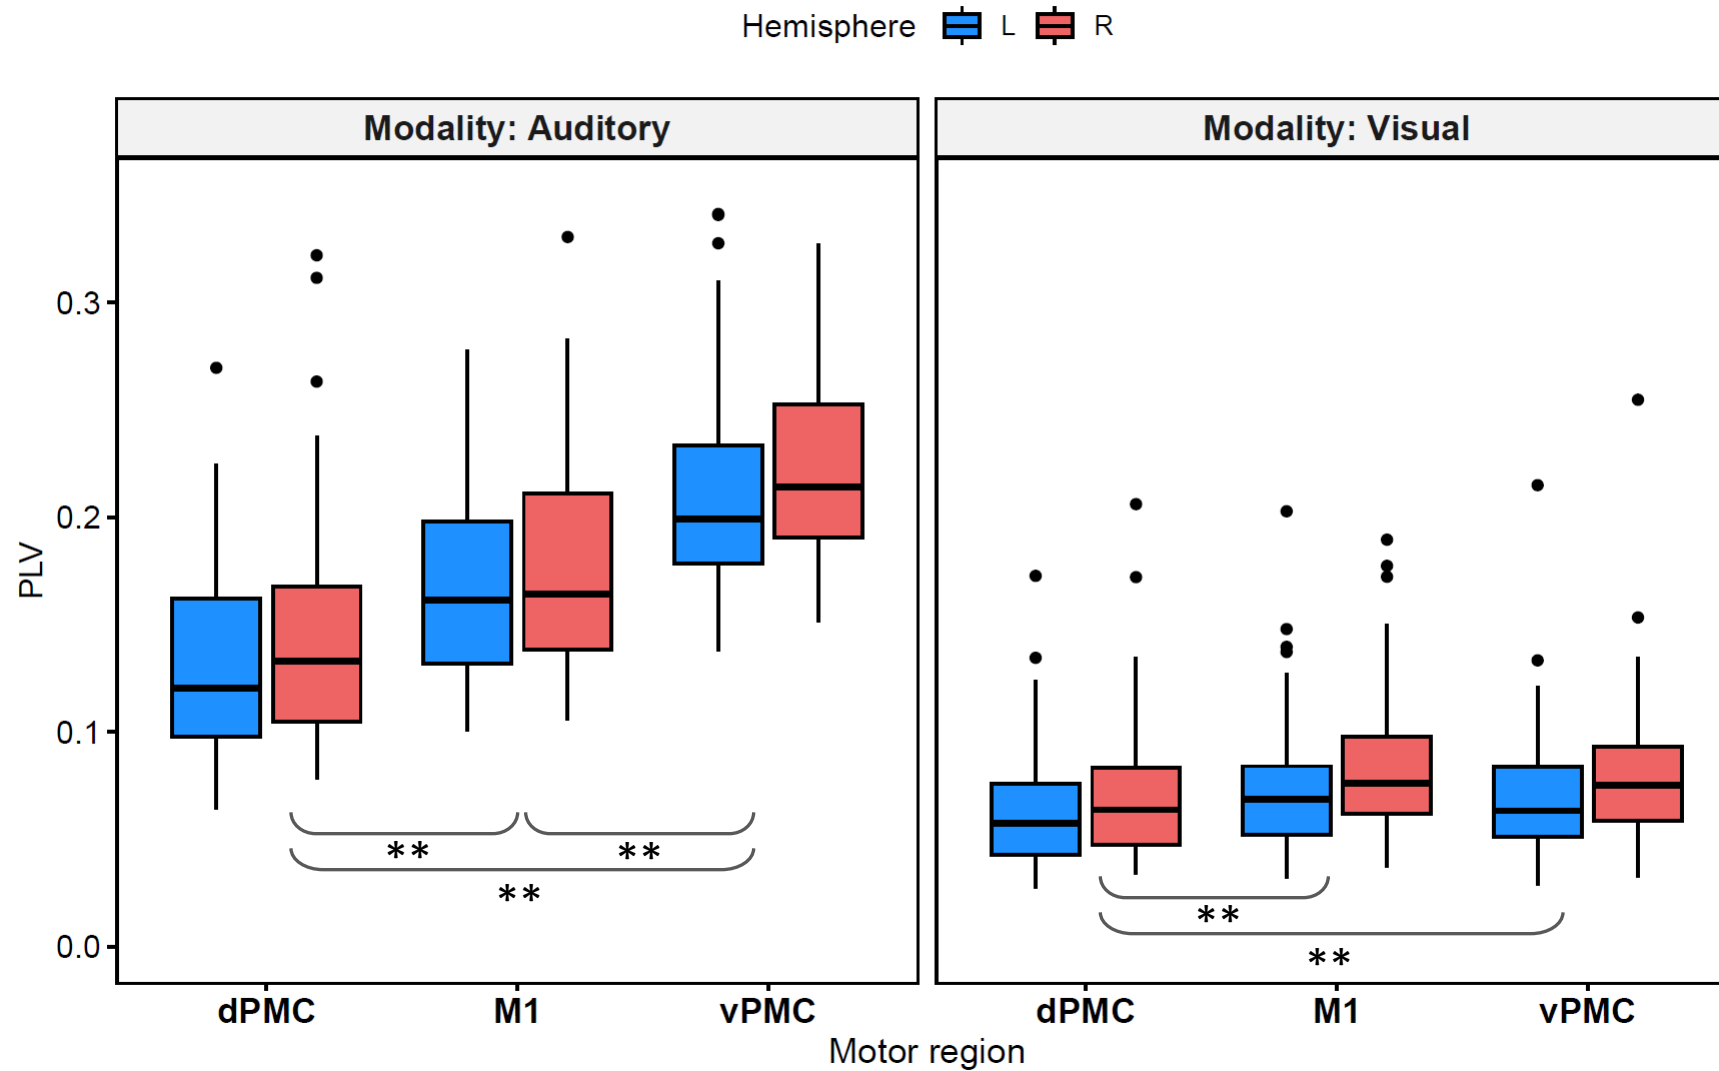 Hemisphere L R
Modality: Auditory
Modality: Visual
PLV
0.3
0.2
0.1
0.0
** **
**
**
**
dPMC M1 vPMC
dPMC M1 vPMC
Motor region